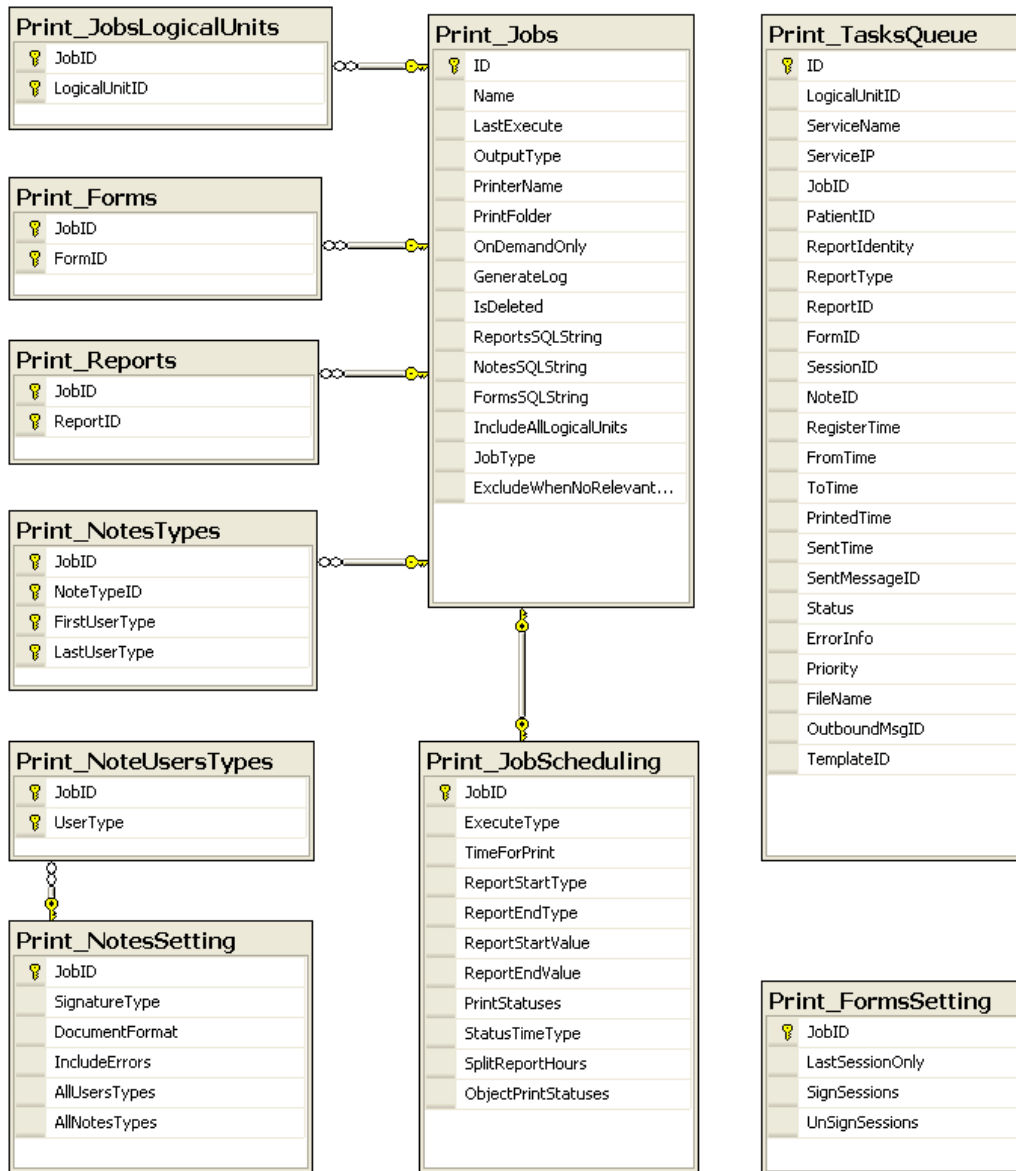 Print_JobsLogicalUnits
JobID
LogicalUnitID
Print_Forms
JobID
FormID
Print_Reports
JobID
ReportID
Print_NotesTypes
JobID
NoteTypeID
FirstUserType
LastUserType
Print_NoteUsersTypes
JobID
UserType
Print_NotesSetting
JobID
SignatureType
DocumentFormat
IncludeErrors
AllUsersTypes
AllNotesTypes
Print_Jobs
ID
Name
LastExecute
OutputType
PrinterName
PrintFolder
OnDemandOnly
GenerateLog
IsDeleted
ReportsSQLString
NotesSQLString
FormsSQLString
IncludeAllLogicalUnits
JobType
ExcludeWhenNoRelevant...
Print_JobScheduling
JobID
ExecuteType
TimeForPrint
ReportStartType
ReportEndType
ReportStartValue
ReportEndValue
PrintStatuses
StatusTimeType
SplitReportHours
ObjectPrintStatuses
Print_TasksQueue
ID
LogicalUnitID
ServiceName
ServiceIP
JobID
PatientID
ReportIdentity
ReportType
ReportID
FormID
SessionID
NoteID
RegisterTime
FromTime
ToTime
PrintedTime
SentTime
SentMessageID
Status
ErrorInfo
Priority
FileName
OutboundMsgID
TemplateID
Print_FormsSetting
JobID
LastSessionOnly
SignSessions
UnSignSessions